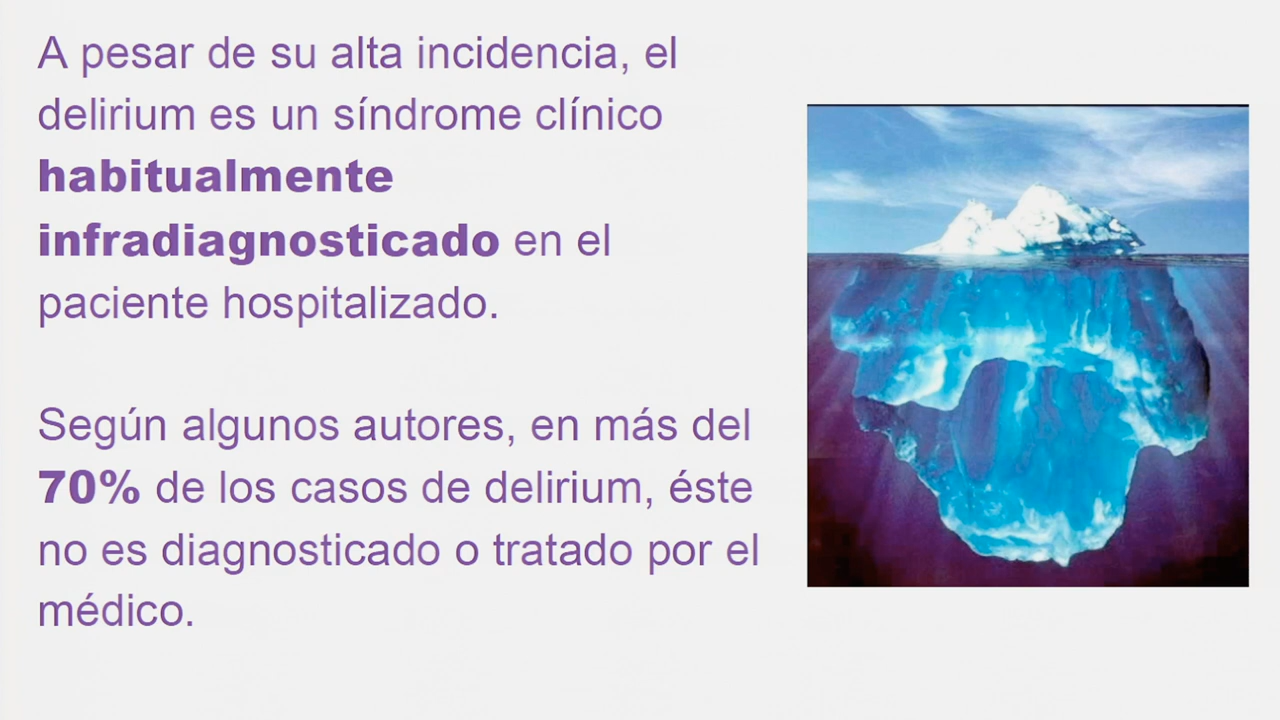 A pesar de su alta incidencia, el
delirium es un síndrome clínico
habitualmente
infradiagnosticado en el
paciente hospitalizado.
Según algunos autores, en más del
70% de los casos de delirium, éste
no es diagnosticado o tratado por el
médico.